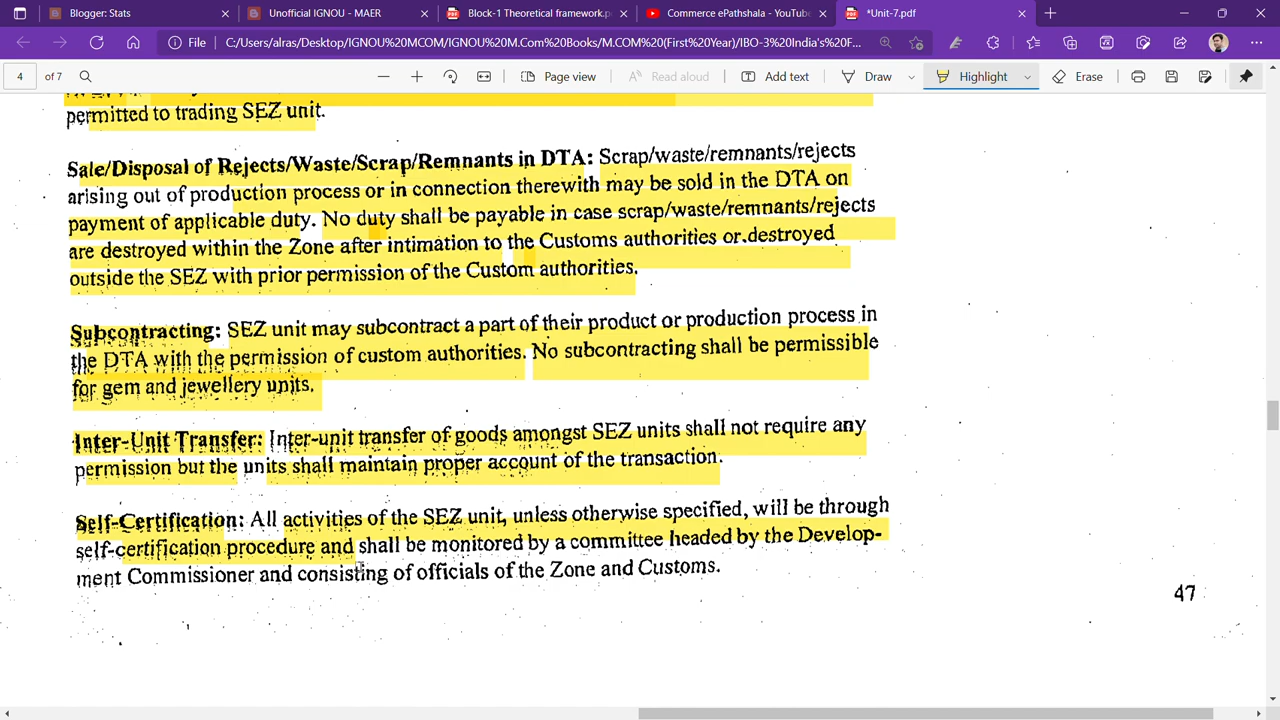 Blogger: Stats
Unofficial IGNOU - MAER
Block-1 Theoretical framework.p
Commerce ePathshala - YouTube
*Unit-7.pdf
File
C:/Users/alras/Desktop/IGNOU%20MCOM/IGNOU%20M.Com%20Books/M.COM%20(First%20Year)/IBO-3%20India's%20F...
4 of 7
Page view
Read aloud
Add text
Draw
Highlight
Erase
permitted to trading SEZ unit.
Sale/Disposal of Rejects/Waste/Scrap/Remnants in DTA: Scrap/waste/remnants/rejects
arising out of production process or in connection therewith may be sold in the DTA on
payment of applicable duty. No duty shall be payable in case scrap/waste/remnants/rejects
are destroyed within the Zone after intimation to the Customs authorities or destroyed
outside the SEZ with prior permission of the Custom authorities.
Subcontracting: SEZ unit may subcontract a part of their product or production process in
the DTA with the permission of custom authorities. No subcontracting shall be permissible
for gem and jewellery units.
Inter-Unit Transfer: Inter-unit transfer of goods amongst SEZ units shall not require any
permission but the units shall maintain proper account of the transaction.
Self-Certification: All activities of the SEZ unit, unless otherwise specified, will be through
self-certification procedure and shall be monitored by a committee headed by the Develop-
ment Commissioner and consisting of officials of the Zone and Customs.
47